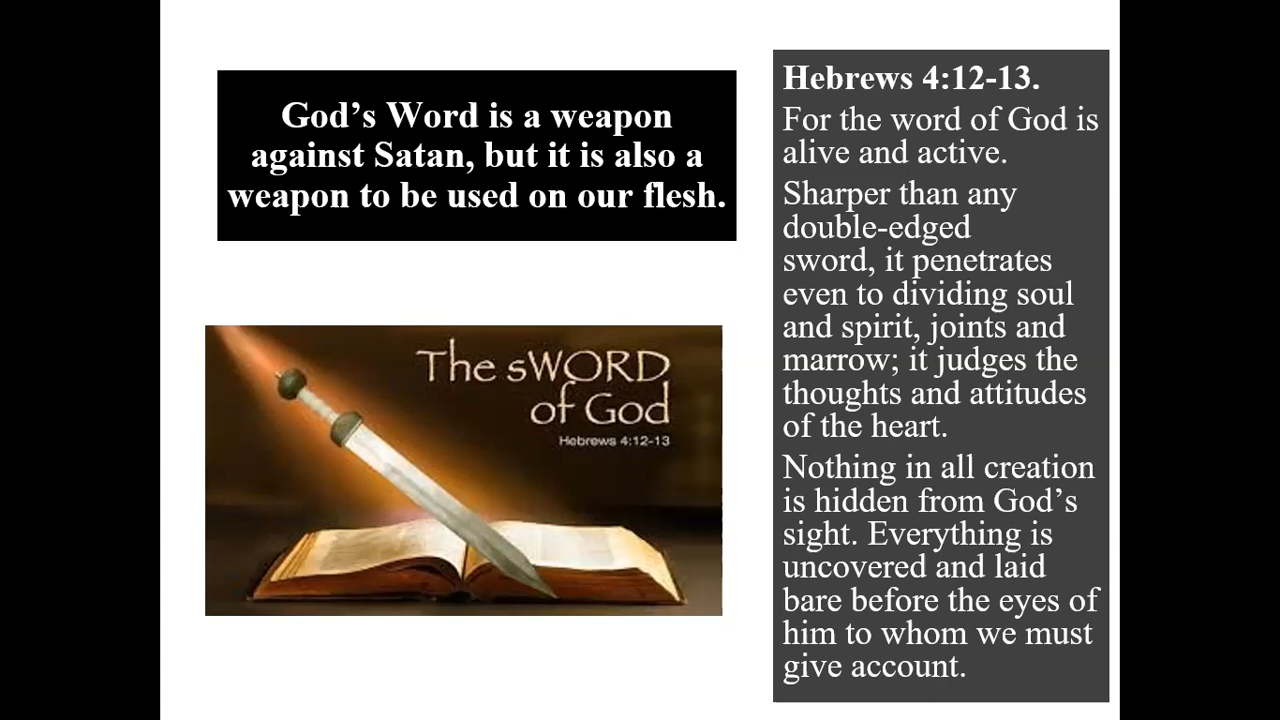 God’s Word is a weapon
against Satan, but it is also a
weapon to be used on our flesh.
The sWORD
of God
Hebrews 4:12-13
Hebrews 4:12-13.
For the word of God is
alive and active.
Sharper than any
double-edged
sword, it penetrates
even to dividing soul
and spirit, joints and
marrow; it judges the
thoughts and attitudes
of the heart.
Nothing in all creation
is hidden from God’s
sight. Everything is
uncovered and laid
bare before the eyes of
him to whom we must
give account.